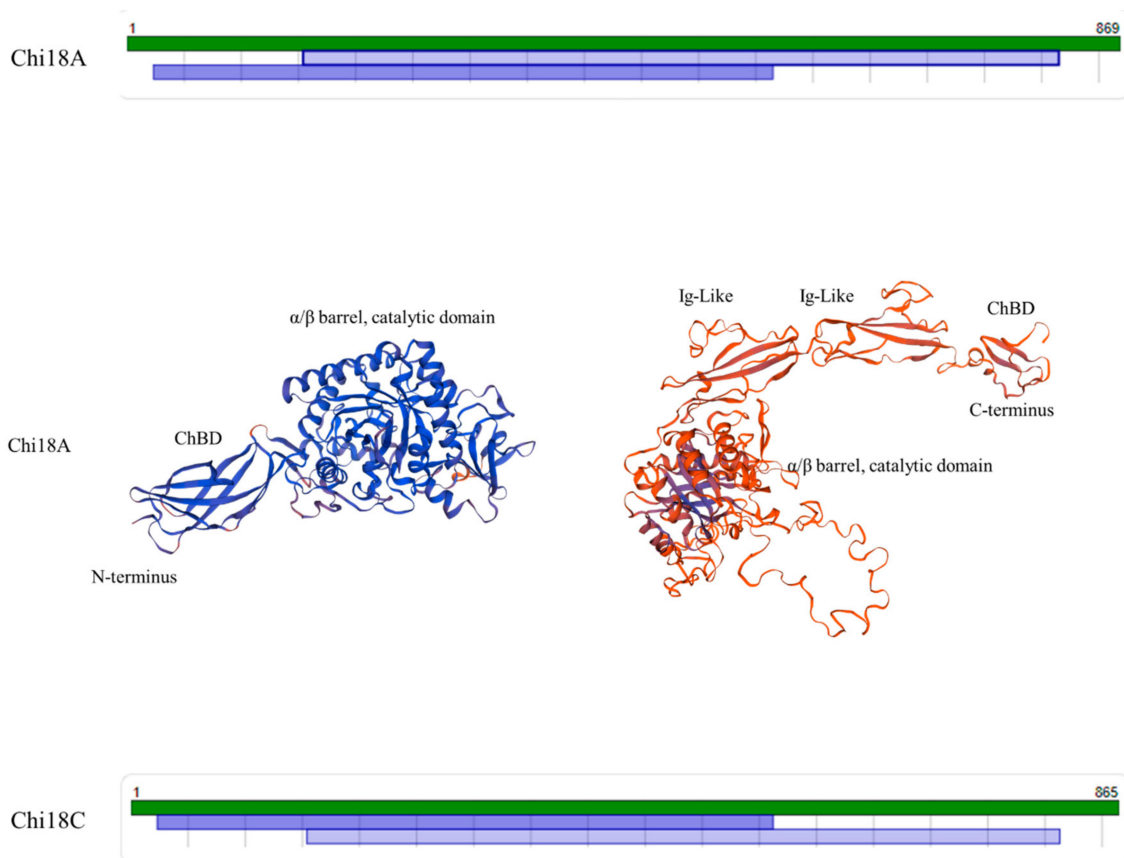 1 869
Chi18A
Ig-Like Ig-Like ChBD
α/β barrel, catalytic domain
C-terminus
ChBD
Chi18A
α/β barrel, catalytic domain
N-terminus
1 865
Chi18C